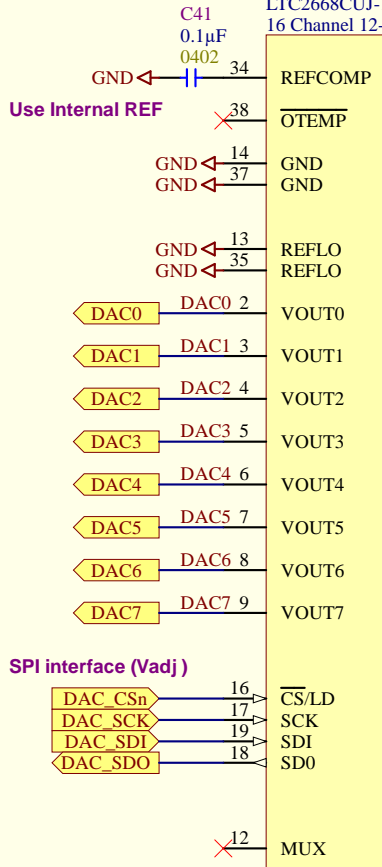 LTC2668CUJ-
16 Channel 12-
C41
0.1µF
0402
GND 34 REFCOMP
Use Internal REF
38 OTEMP
GND 14 GND
GND 37 GND
GND 13 REFLO
GND 35 REFLO
DAC0 DAC0 2 VOUT0
DAC1 DAC1 3 VOUT1
DAC2 DAC2 4 VOUT2
DAC3 DAC3 5 VOUT3
DAC4 DAC4 6 VOUT4
DAC5 DAC5 7 VOUT5
DAC6 DAC6 8 VOUT6
DAC7 DAC7 9 VOUT7
SPI interface (Vadj )
DAC_CSn 16 CS/LD
DAC_SCK 17 SCK
DAC_SDI 19 SDI
DAC_SDO 18 SD0
12 MUX